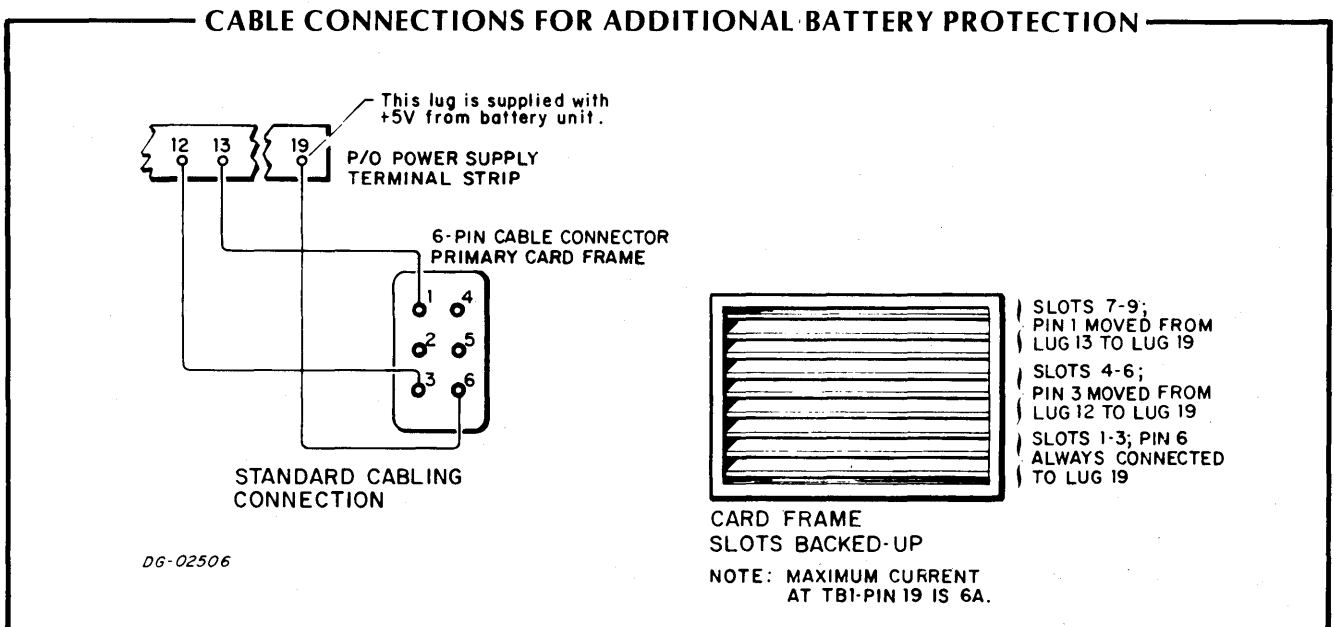 CABLE CONNECTIONS FOR ADDITIONAL BATTERY PROTECTION
This lug is supplied with
+5V from battery unit.
12 13 19
P/O POWER SUPPLY
TERMINAL STRIP
6-PIN CABLE CONNECTOR
PRIMARY CARD FRAME
1 4
2 5
3 6
STANDARD CABLING
CONNECTION
DG-02506
SLOTS 7-9;
PIN 1 MOVED FROM
LUG 13 TO LUG 19
SLOTS 4-6;
PIN 3 MOVED FROM
LUG 12 TO LUG 19
SLOTS 1-3; PIN 6
ALWAYS CONNECTED
TO LUG 19
CARD FRAME
SLOTS BACKED-UP
NOTE: MAXIMUM CURRENT
AT TB1-PIN 19 IS 6A.